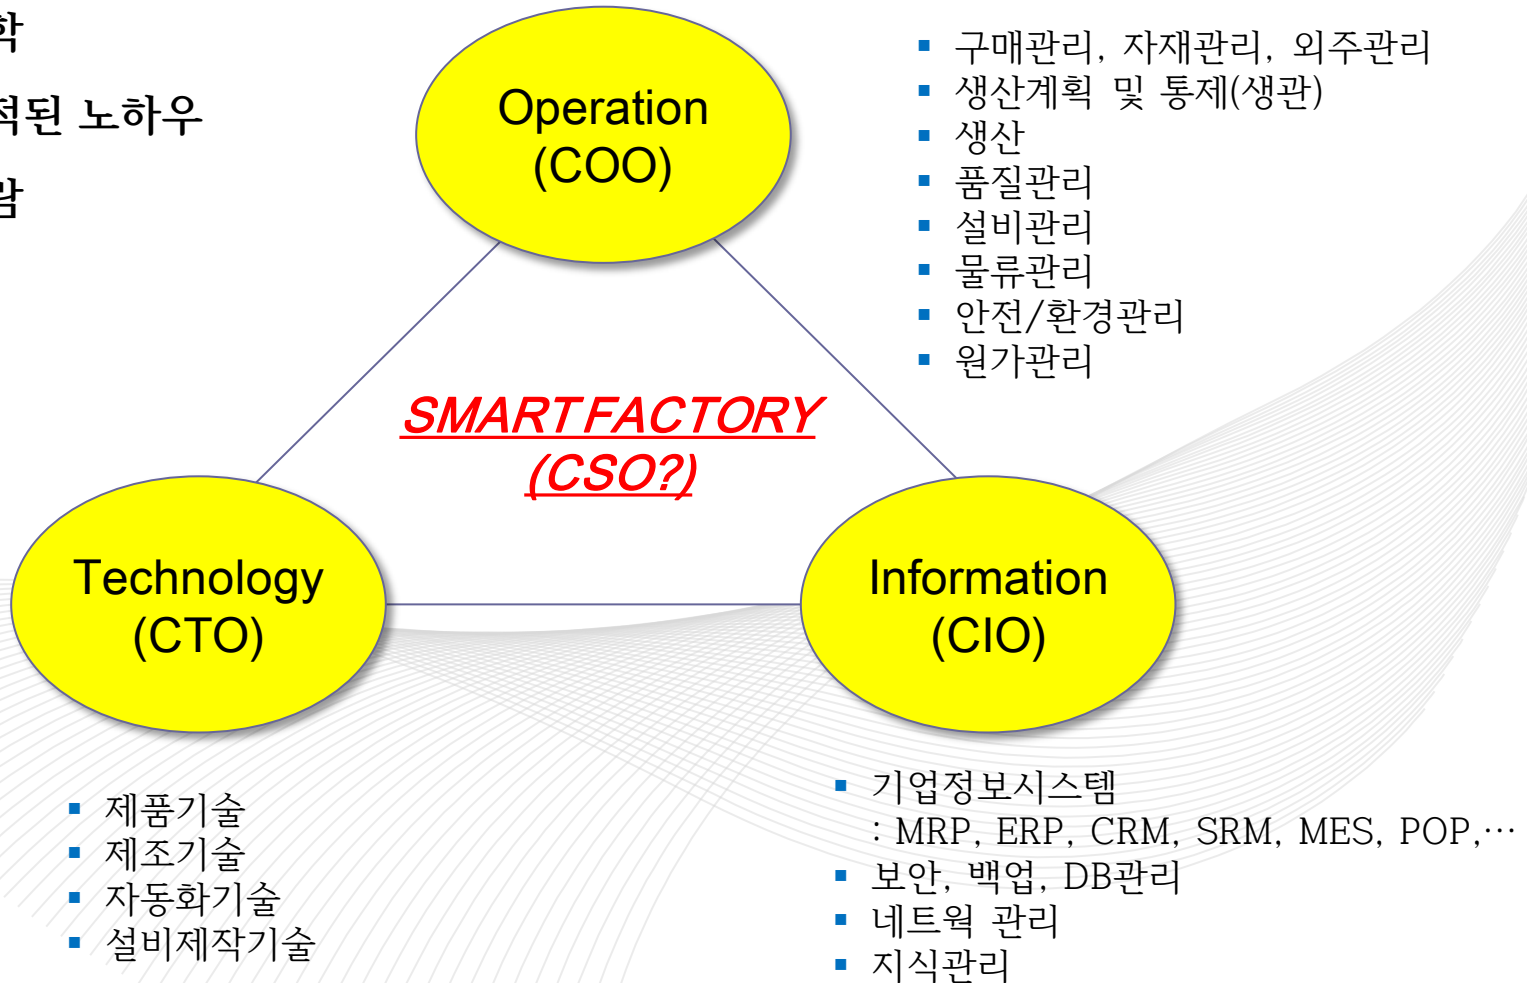 학
적된 노하우
람
Operation
(COO)
▪ 구매관리, 자재관리, 외주관리
▪ 생산계획 및 통제(생관)
▪ 생산
▪ 품질관리
▪ 설비관리
▪ 물류관리
▪ 안전/환경관리
▪ 원가관리
SMART FACTORY
(CSO?)
Technology
(CTO)
Information
(CIO)
▪ 제품기술
▪ 제조기술
▪ 자동화기술
▪ 설비제작기술
▪ 기업정보시스템
: MRP, ERP, CRM, SRM, MES, POP,…
▪ 보안, 백업, DB관리
▪ 네트웍 관리
▪ 지식관리